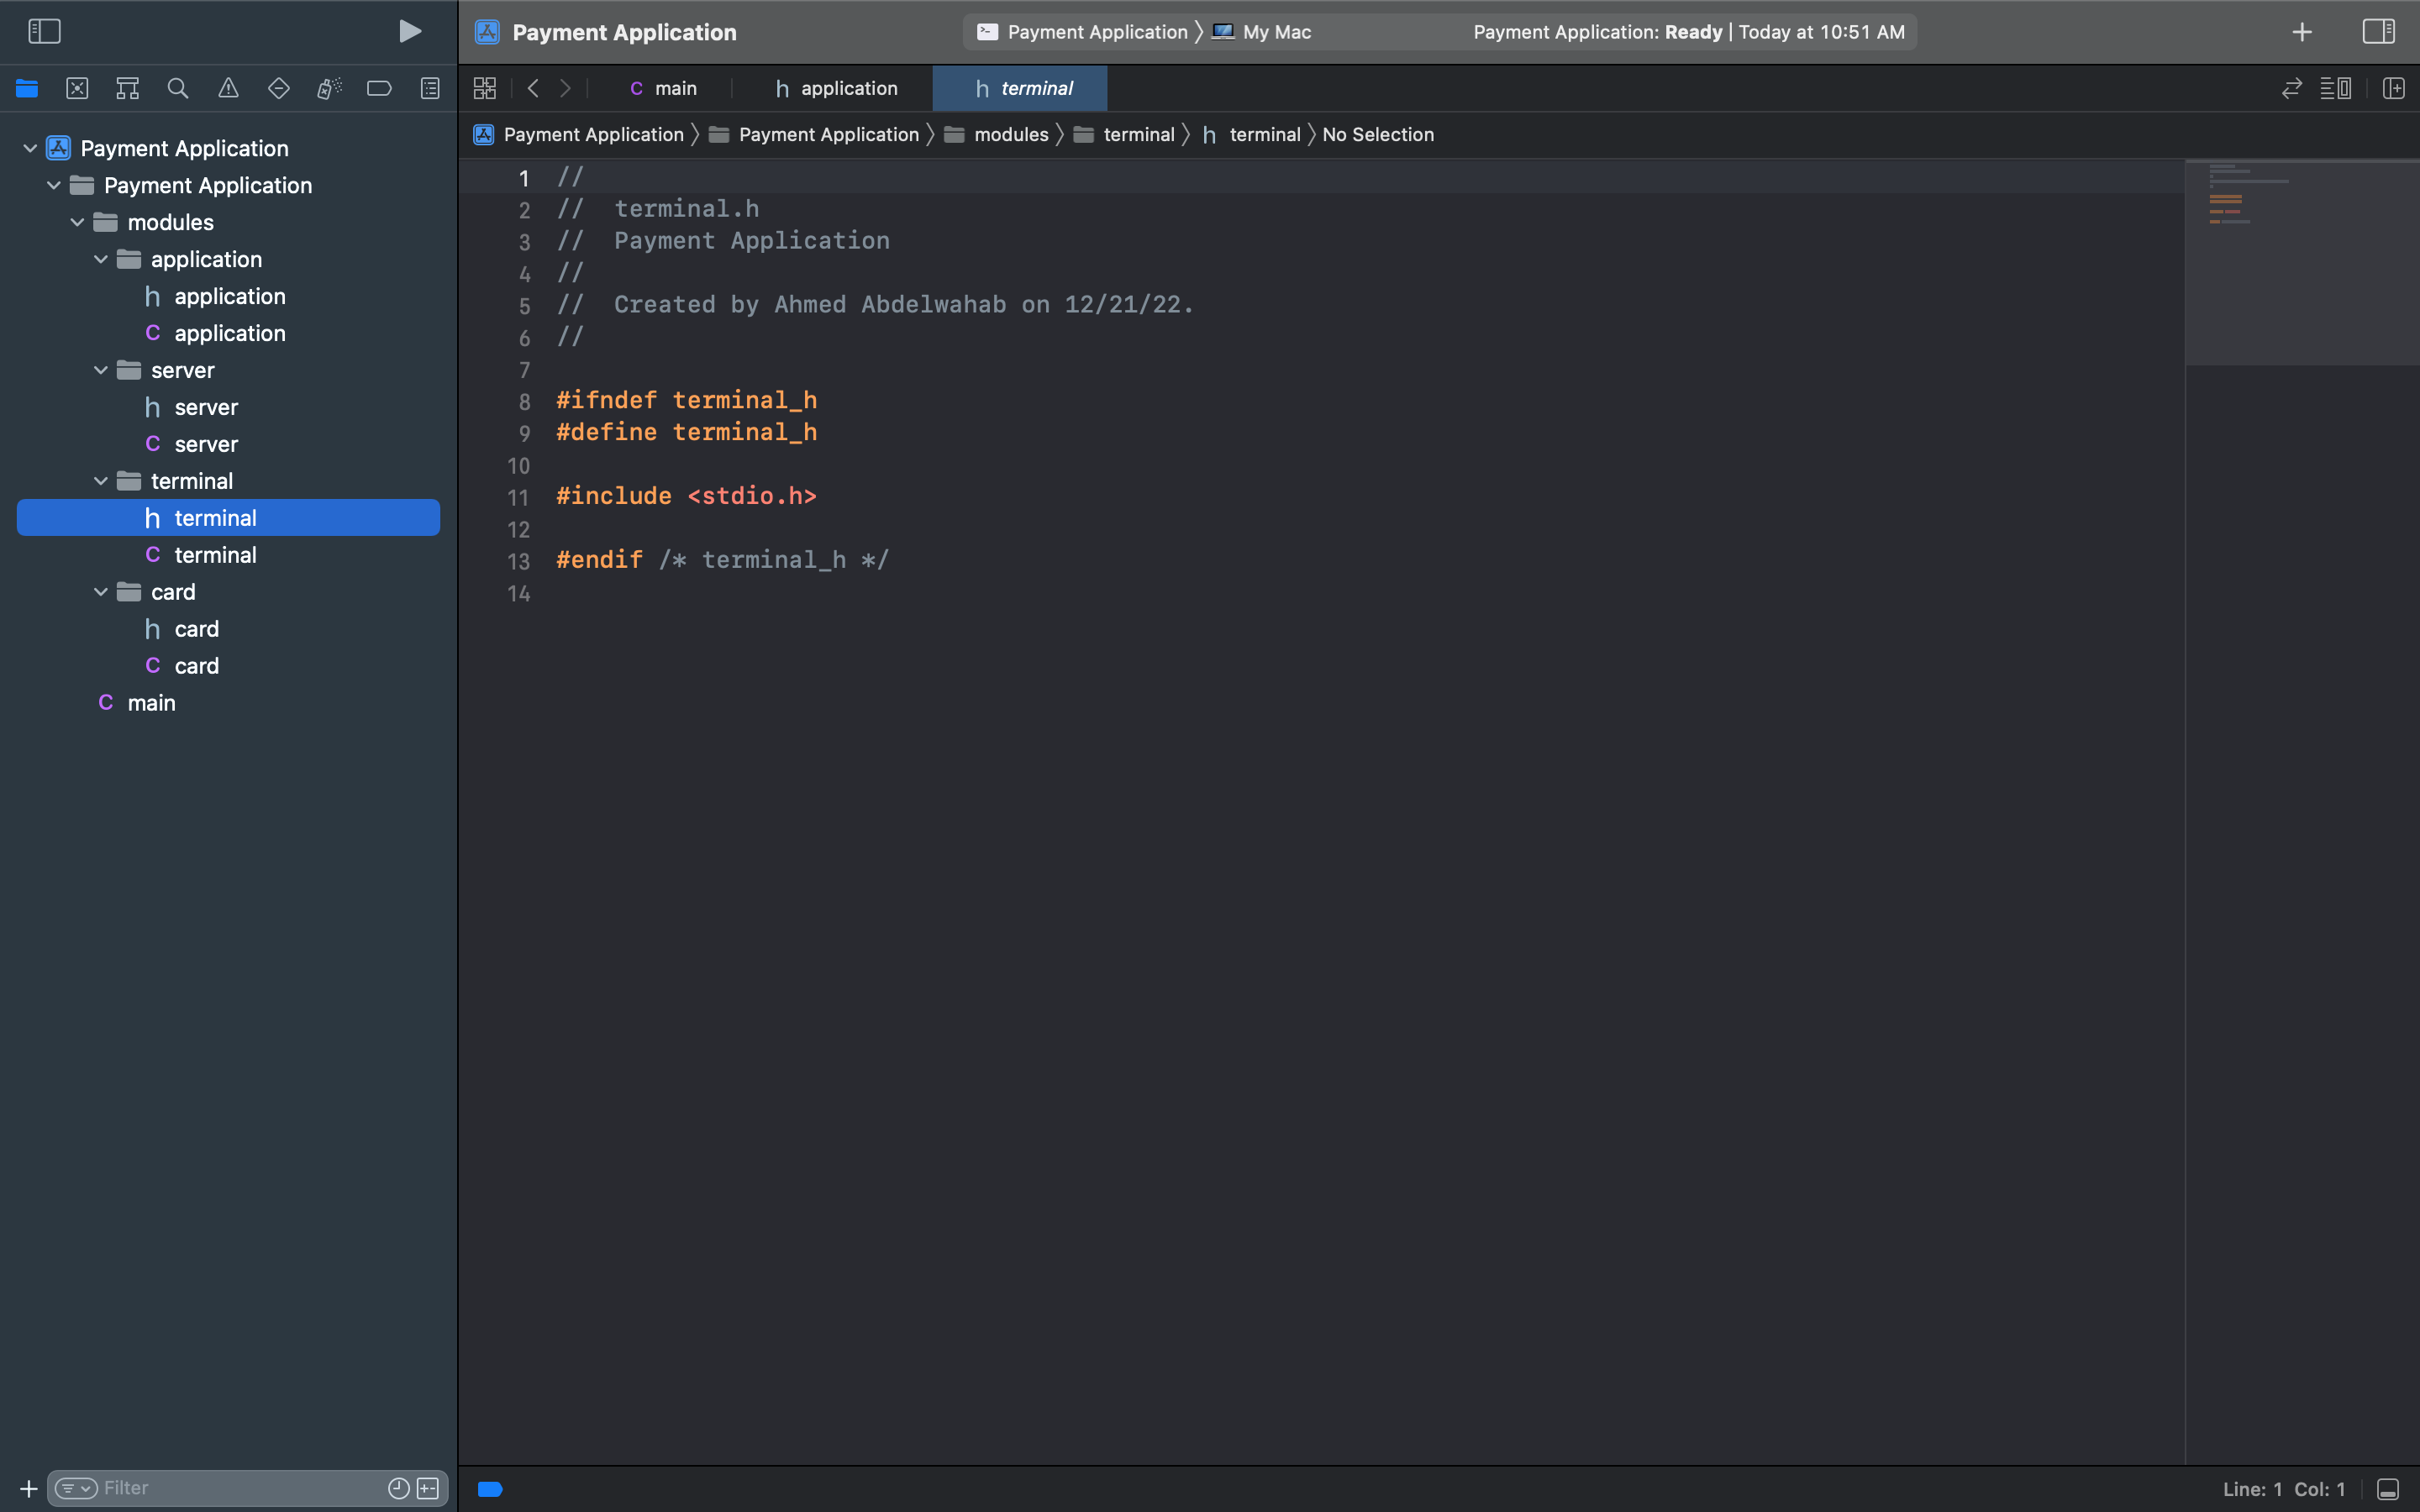 Payment Application
Payment Application
My Mac
Payment Application: Ready | Today at 10:51 AM
C main
h application
h terminal
Payment Application
Payment Application
modules
terminal
h terminal
No Selection
Payment Application
Payment Application
modules
application
h application
C application
server
h server
C server
terminal
h terminal
C terminal
card
h card
C card
C main
Filter
1 //
2 //  terminal.h
3 //  Payment Application
4 //
5 //  Created by Ahmed Abdelwahab on 12/21/22.
6 //
7
8 #ifndef terminal_h
9 #define terminal_h
10
11 #include <stdio.h>
12
13 #endif /* terminal_h */
14
Line: 1 Col: 1